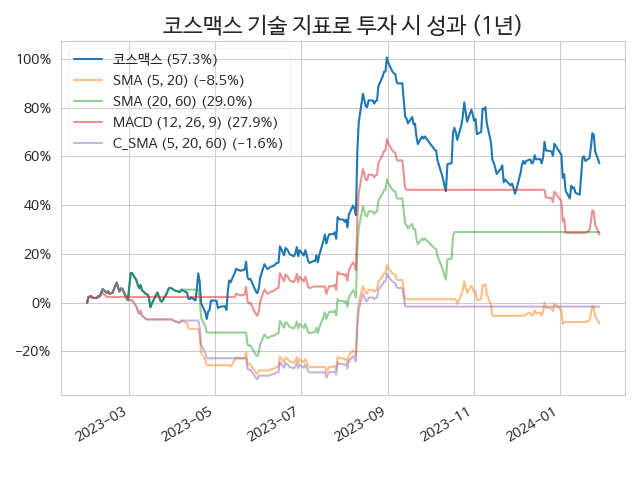 코스맥스 기술 지표로 투자 시 성과 (1년)
코스맥스 (57.3%)
SMA (5, 20) (−8.5%)
SMA (20, 60) (29.0%)
MACD (12, 26, 9) (27.9%)
C_SMA (5, 20, 60) (−1.6%)
100%
80%
60%
40%
20%
0%
−20%
2023−03
2023−05
2023−07
2023−09
2023−11
2024−01